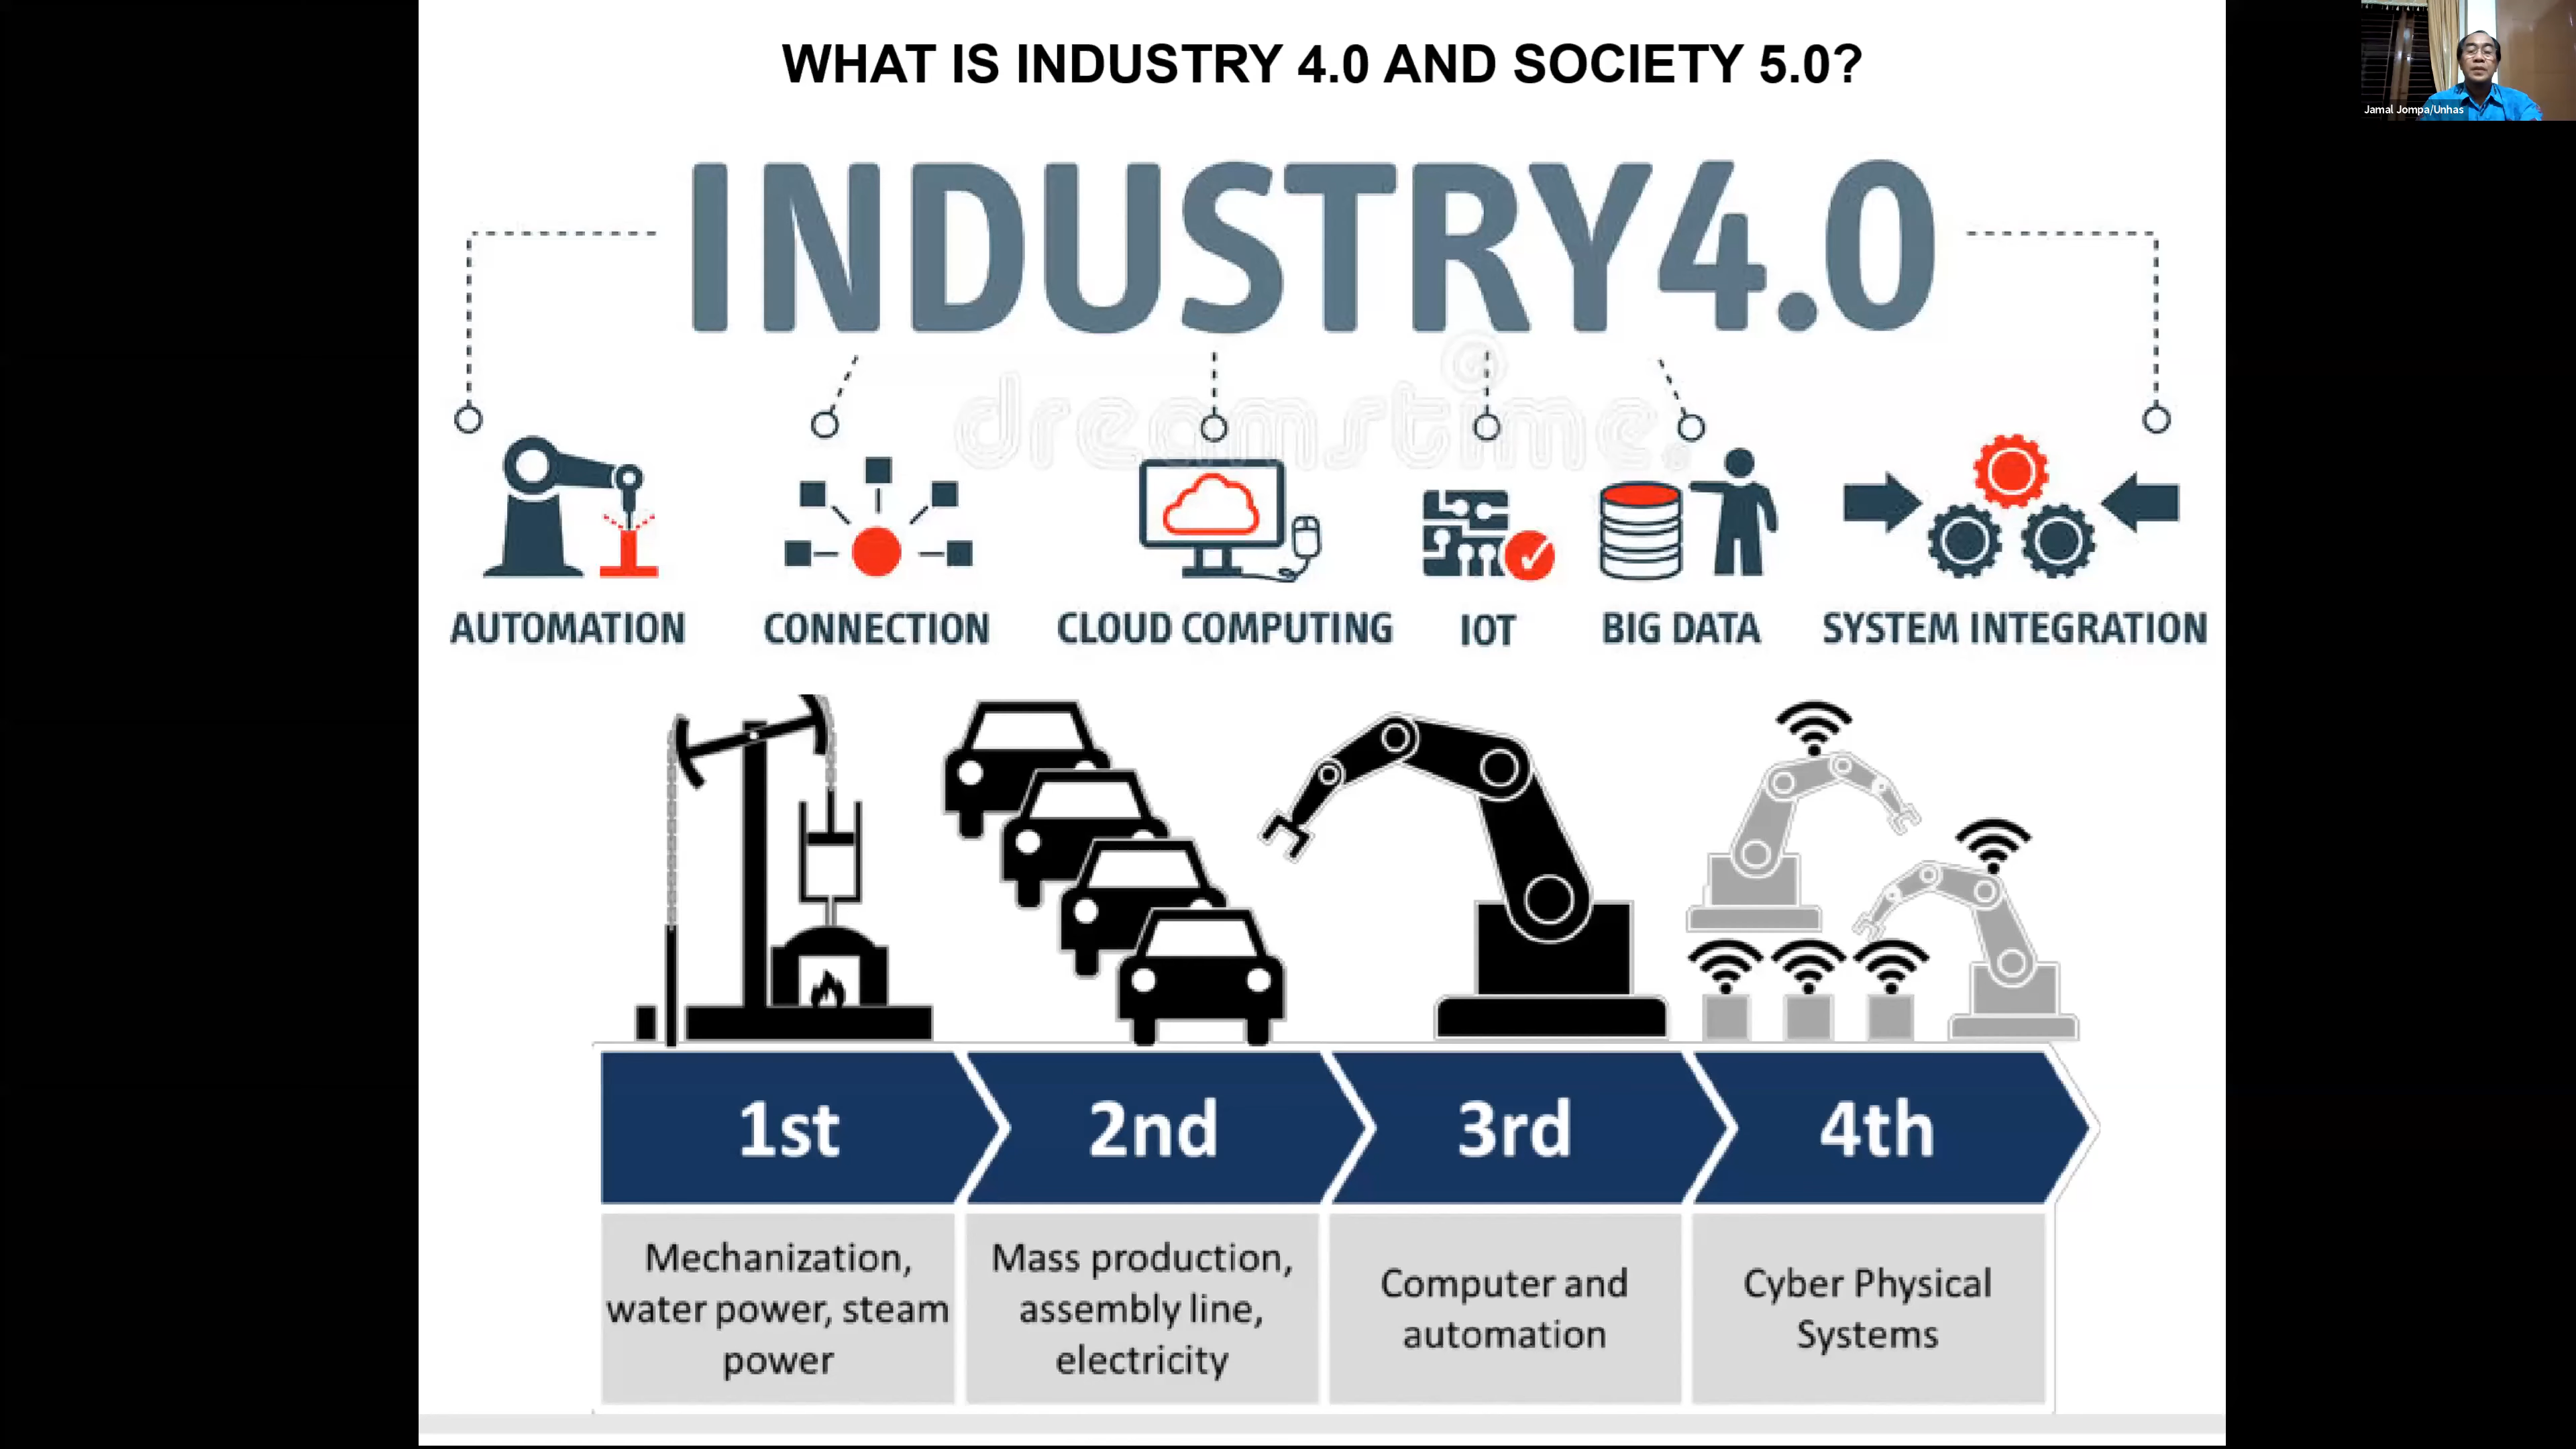 WHAT IS INDUSTRY 4.0 AND SOCIETY 5.0?
Jamal Jompa/Unhas
INDUSTRY4.0
dreamstime.
AUTOMATION
CONNECTION
CLOUD COMPUTING
IOT
BIG DATA
SYSTEM INTEGRATION
1st
2nd
3rd
4th
Mechanization,
water power, steam
power
Mass production,
assembly line,
electricity
Computer and
automation
Cyber Physical
Systems